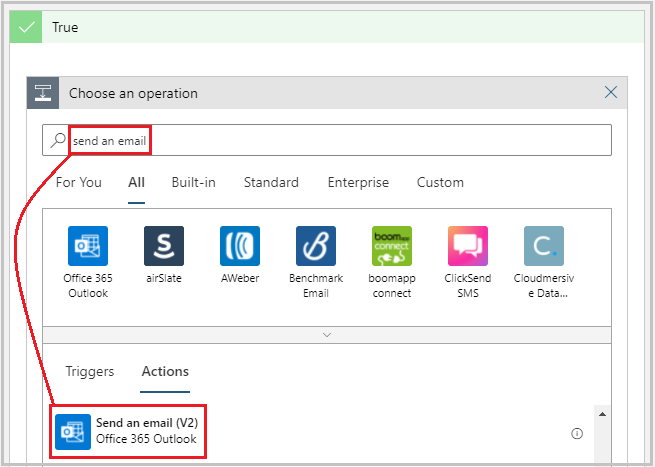 True
Choose an operation
send an email
For You All Built-in Standard Enterprise Custom
Office 365 Outlook
airSlate
AWeber
Benchmark Email
boomapp connect
ClickSend SMS
Cloudmersive Data...
Triggers Actions
Send an email (V2)
Office 365 Outlook